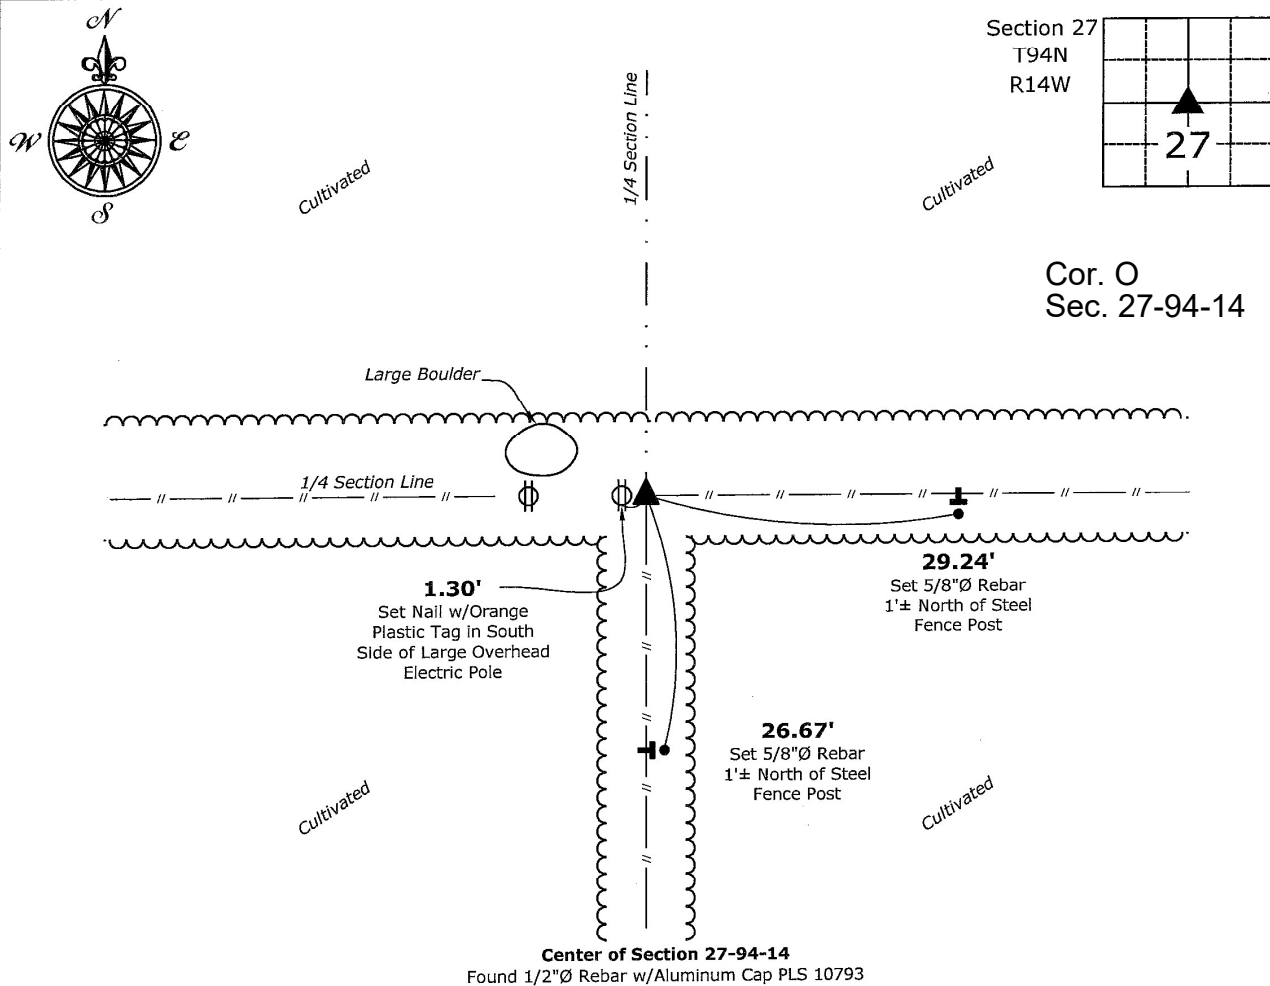 N
W
E
S
Section 27
T94N
R14W
27
1/4 Section Line
Cultivated
Cultivated
Cor. O
Sec. 27-94-14
Large Boulder
1/4 Section Line
29.24'
Set 5/8"Ø Rebar
1'± North of Steel
Fence Post
1.30'
Set Nail w/Orange
Plastic Tag in South
Side of Large Overhead
Electric Pole
26.67'
Set 5/8"Ø Rebar
1'± North of Steel
Fence Post
Cultivated
Cultivated
Center of Section 27-94-14
Found 1/2"Ø Rebar w/Aluminum Cap PLS 10793